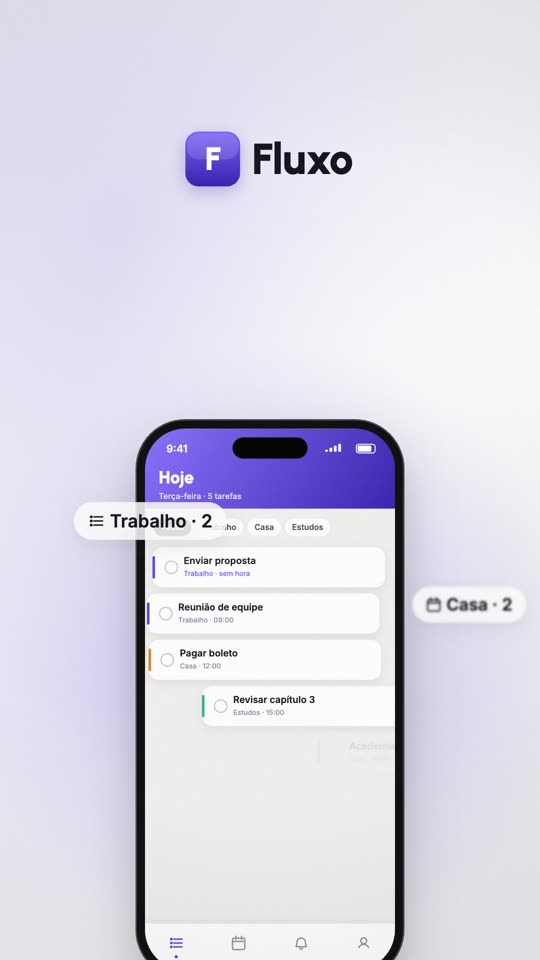 F Fluxo
9:41
Hoje
Terça-feira · 5 tarefas
Trabalho · 2
Casa
Estudos
Enviar proposta
Trabalho · sem hora
Casa · 2
Reunião de equipe
Trabalho · 09:00
Pagar boleto
Casa · 12:00
Revisar capítulo 3
Estudos · 15:00
Academia